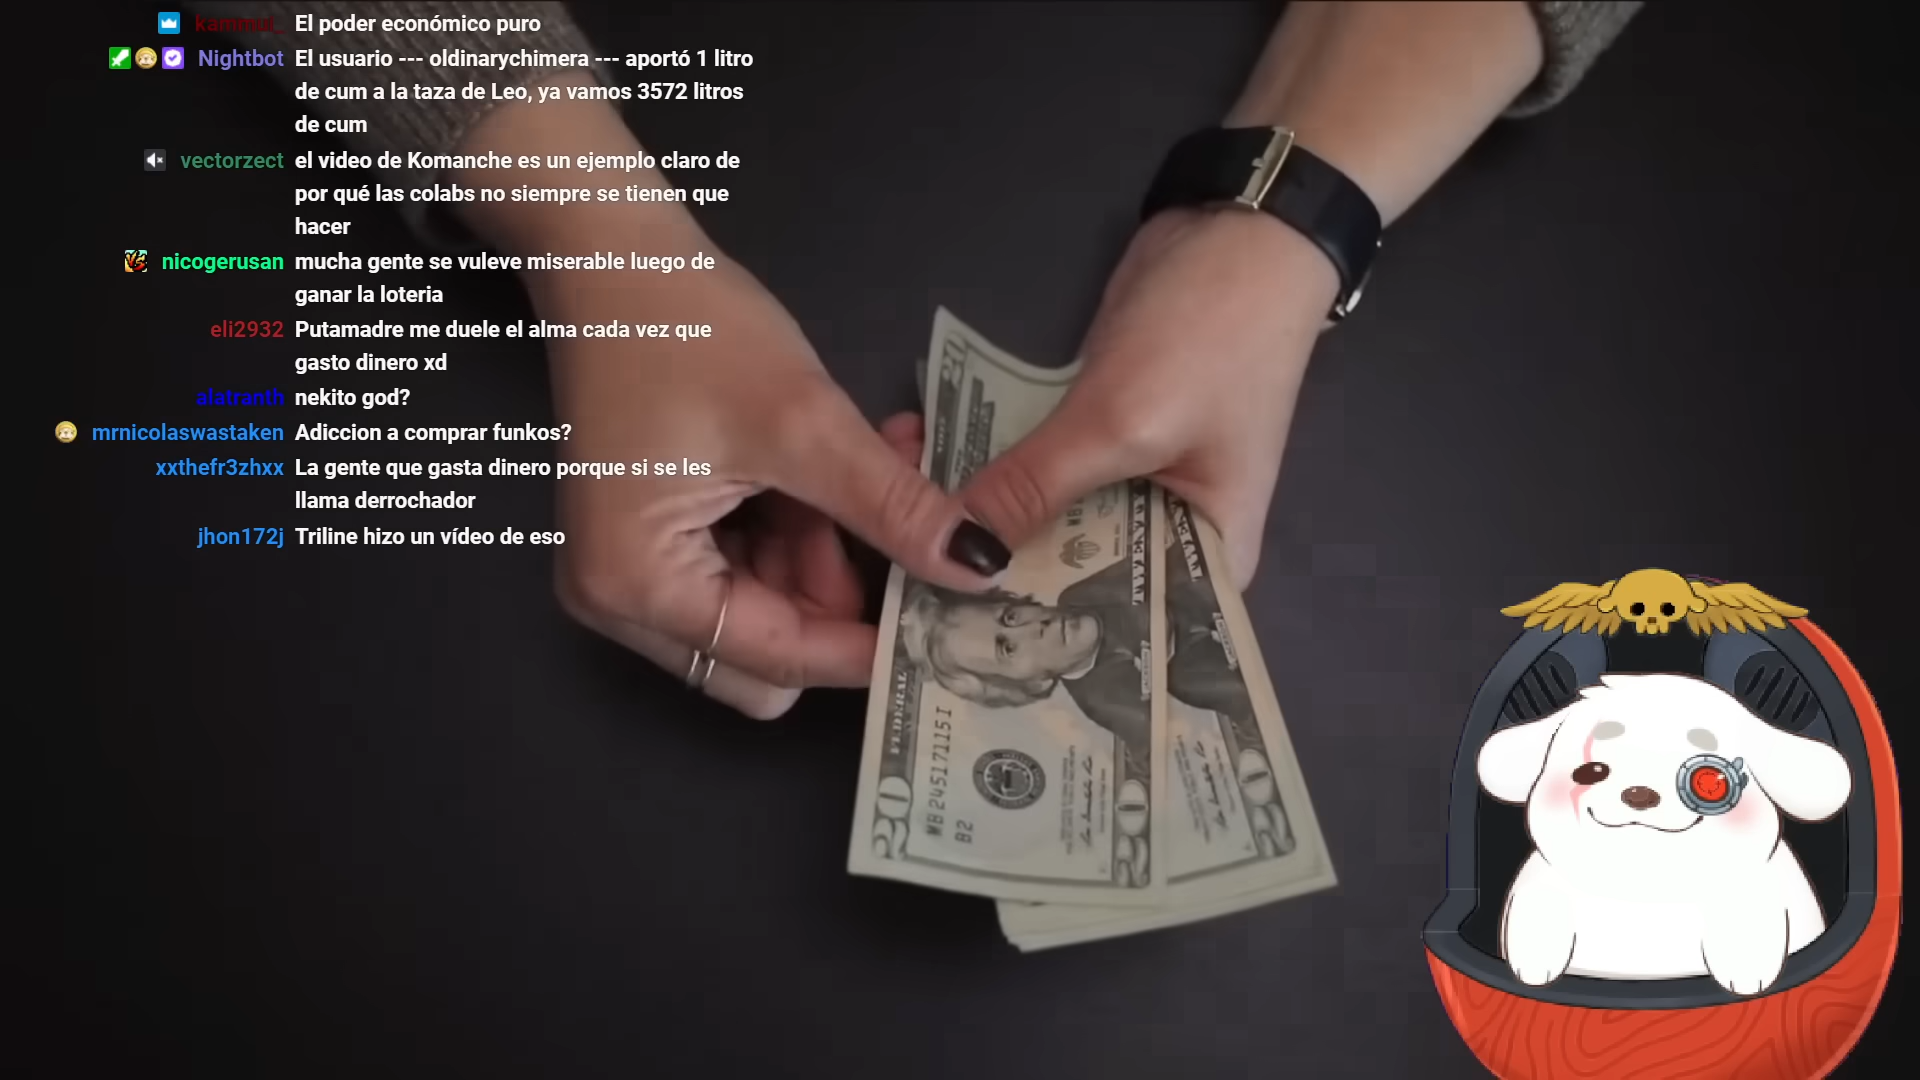 kammui_ El poder económico puro
Nightbot El usuario --- oldinarychimera --- aportó 1 litro
de cum a la taza de Leo, ya vamos 3572 litros
de cum
vectorzect el video de Komanche es un ejemplo claro de
por qué las colabs no siempre se tienen que
hacer
nicogerusan mucha gente se vuleve miserable luego de
ganar la loteria
eli2932 Putamadre me duele el alma cada vez que
gasto dinero xd
alatranth nekito god?
mrnicolaswastaken Adiccion a comprar funkos?
xxthefr3zhxx La gente que gasta dinero porque si se les
llama derrochador
jhon172j Triline hizo un vídeo de eso
20
FEDERAL
MB24517115I
B2
TWENTY
20
20